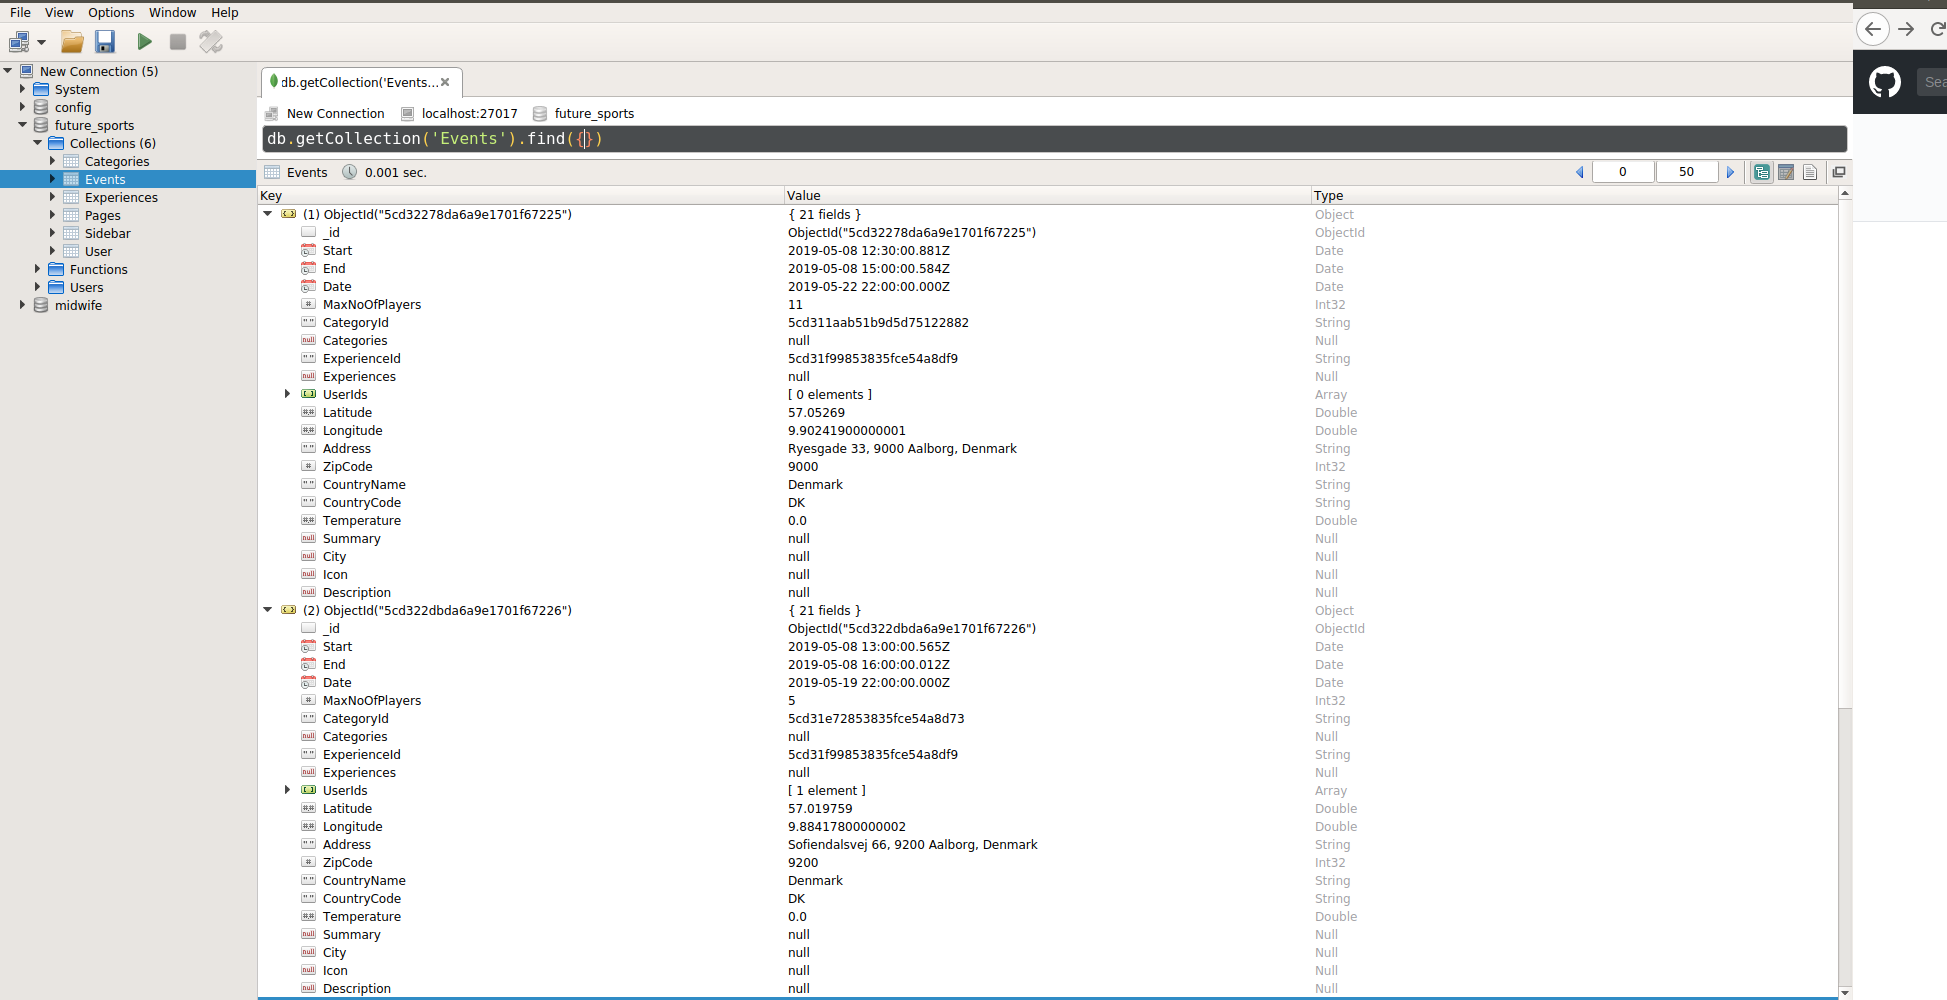 File View Options Window Help
New Connection (5)
System
config
future_sports
Collections (6)
Categories
Events
Experiences
Pages
Sidebar
User
Functions
Users
midwife
db.getCollection('Events...
New Connection localhost:27017 future_sports
db.getCollection('Events').find({})
Events 0.001 sec. 0 50
Key Value Type
(1) ObjectId("5cd32278da6a9e1701f67225") { 21 fields } Object
_id ObjectId("5cd32278da6a9e1701f67225") ObjectId
Start 2019-05-08 12:30:00.881Z Date
End 2019-05-08 15:00:00.584Z Date
Date 2019-05-22 22:00:00.000Z Date
# MaxNoOfPlayers 11 Int32
" " CategoryId 5cd311aab51b9d5d75122882 String
null Categories null Null
" " ExperienceId 5cd31f99853835fce54a8df9 String
null Experiences null Null
UserIds [ 0 elements ] Array
#.# Latitude 57.05269 Double
#.# Longitude 9.90241900000001 Double
" " Address Ryesgade 33, 9000 Aalborg, Denmark String
# ZipCode 9000 Int32
" " CountryName Denmark String
" " CountryCode DK String
#.# Temperature 0.0 Double
null Summary null Null
null City null Null
null Icon null Null
null Description null Null
(2) ObjectId("5cd322dbda6a9e1701f67226") { 21 fields } Object
_id ObjectId("5cd322dbda6a9e1701f67226") ObjectId
Start 2019-05-08 13:00:00.565Z Date
End 2019-05-08 16:00:00.012Z Date
Date 2019-05-19 22:00:00.000Z Date
# MaxNoOfPlayers 5 Int32
" " CategoryId 5cd31e72853835fce54a8d73 String
null Categories null Null
" " ExperienceId 5cd31f99853835fce54a8df9 String
null Experiences null Null
UserIds [ 1 element ] Array
#.# Latitude 57.019759 Double
#.# Longitude 9.88417800000002 Double
" " Address Sofiendalsvej 66, 9200 Aalborg, Denmark String
# ZipCode 9200 Int32
" " CountryName Denmark String
" " CountryCode DK String
#.# Temperature 0.0 Double
null Summary null Null
null City null Null
null Icon null Null
null Description null Null
Sea